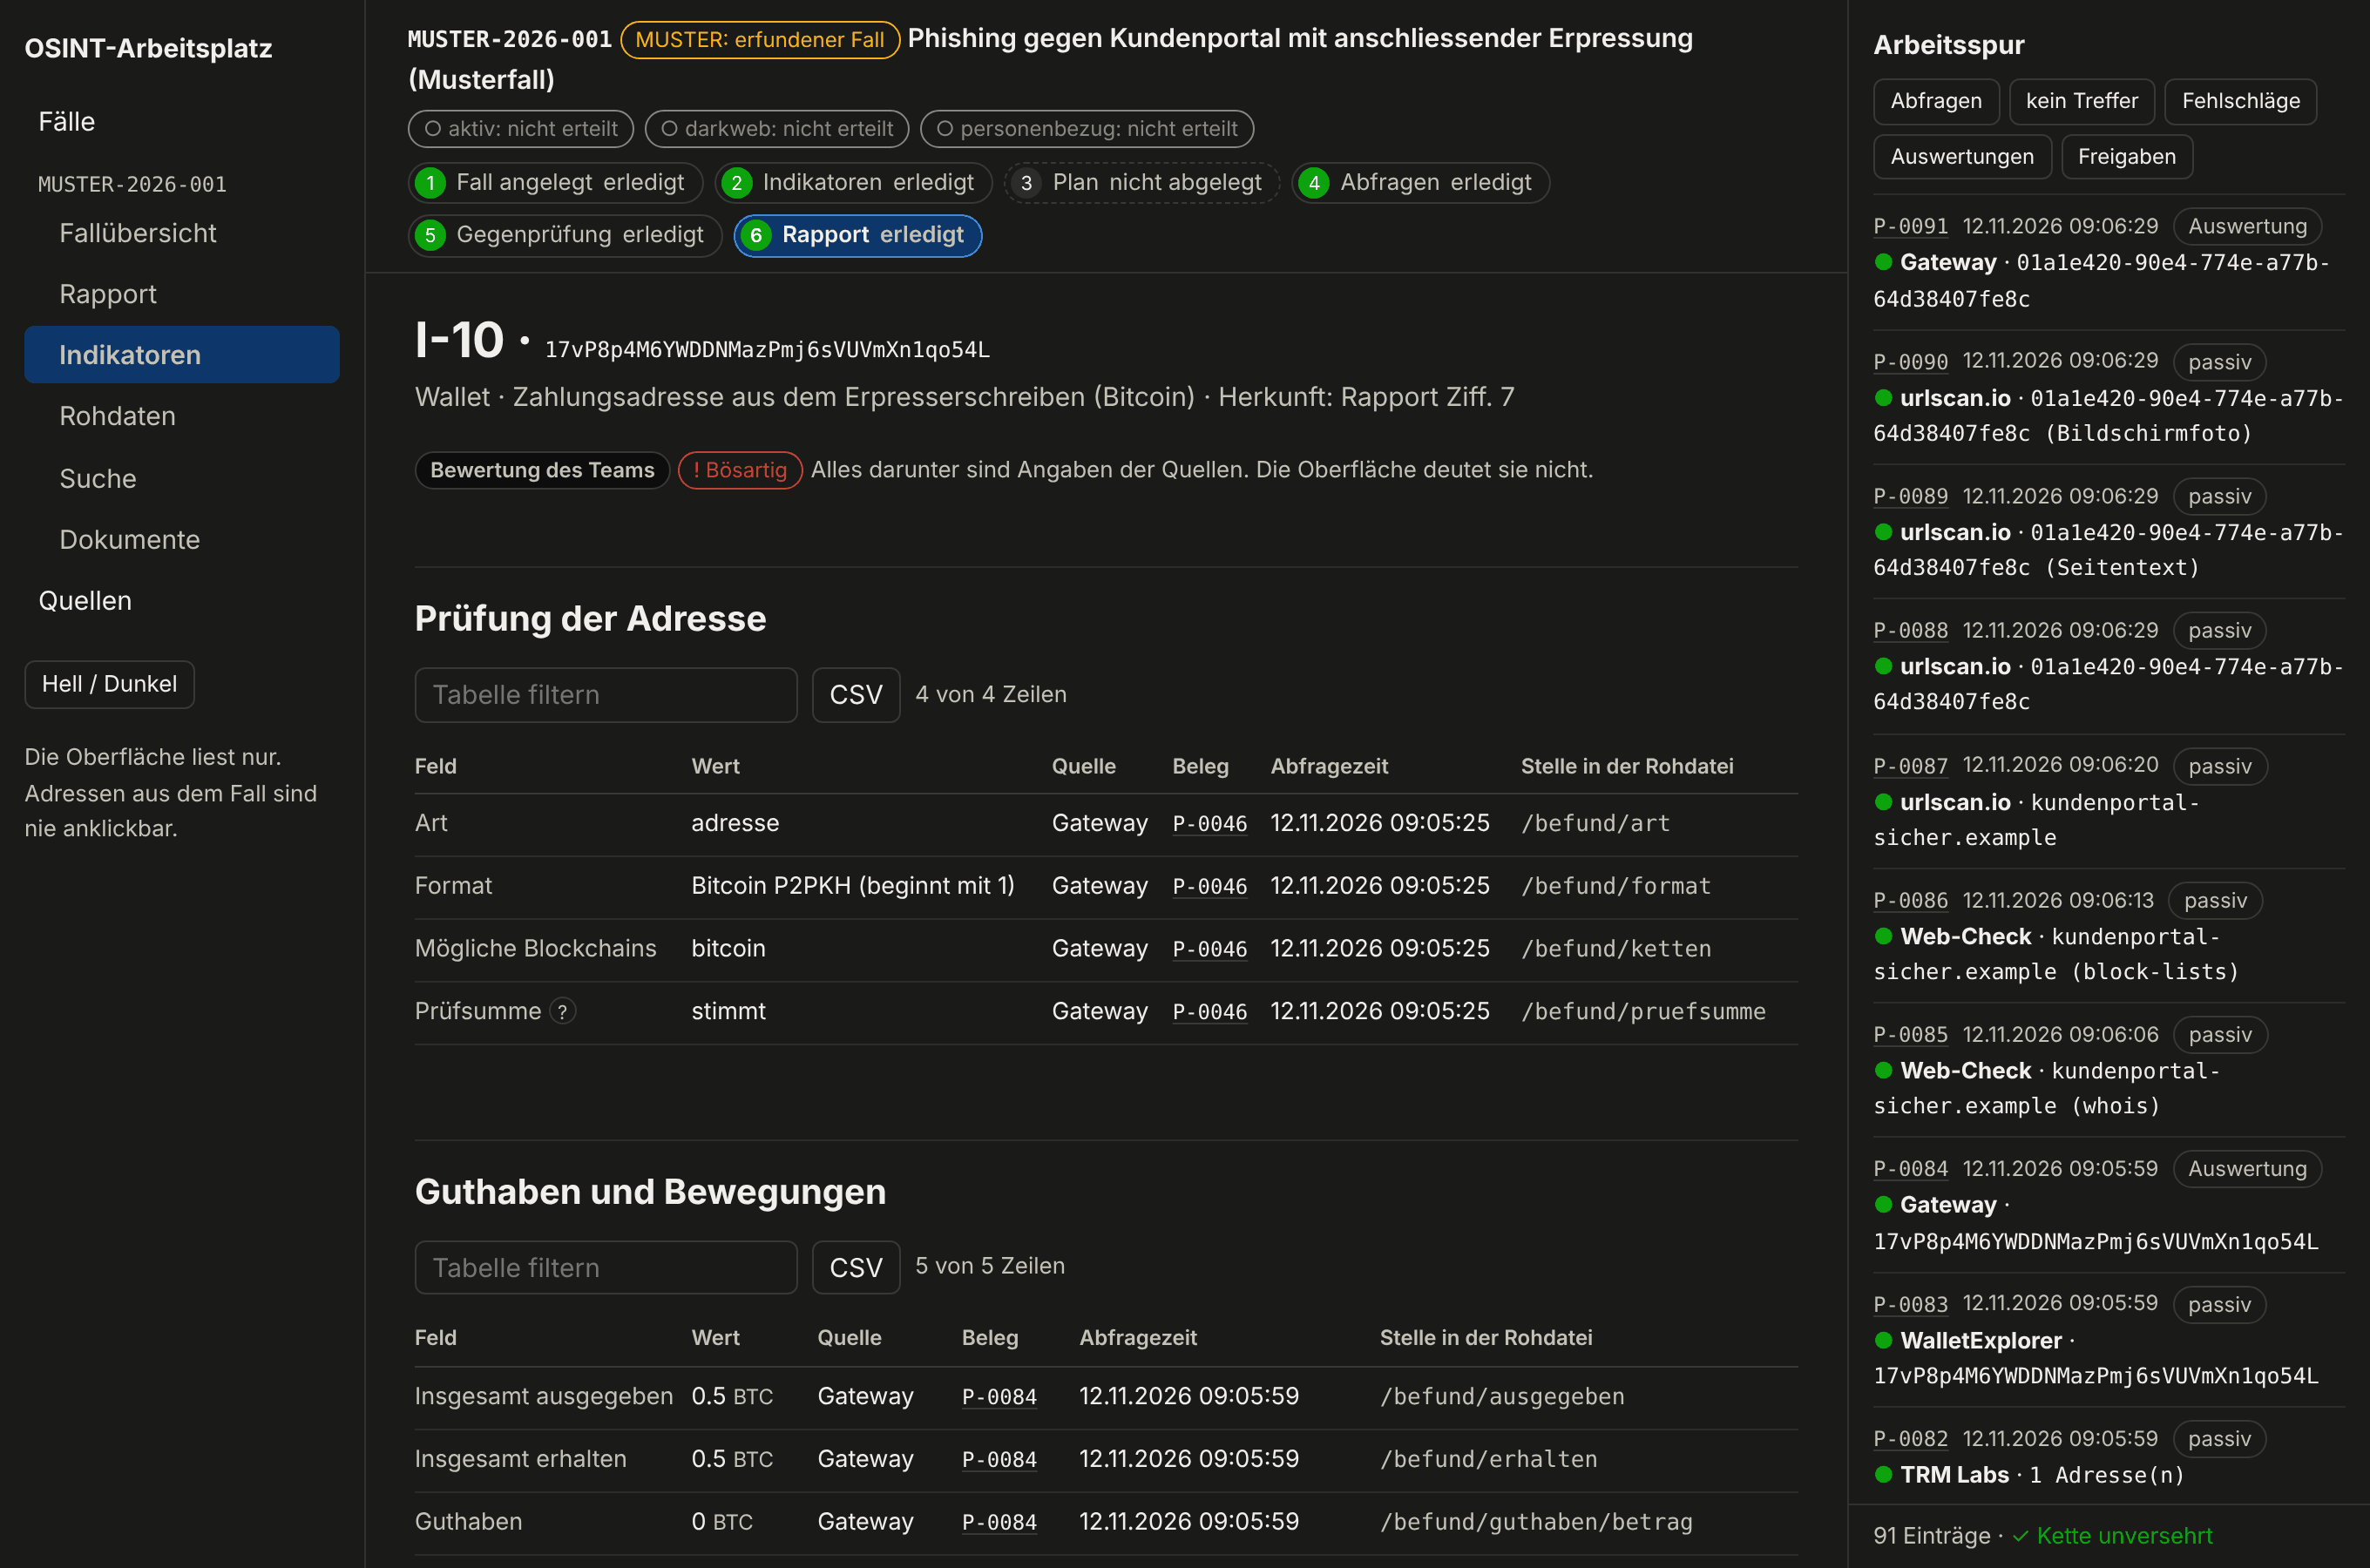 OSINT-Arbeitsplatz
Fälle
MUSTER-2026-001
Fallübersicht
Rapport
Indikatoren
Rohdaten
Suche
Dokumente
Quellen
Hell / Dunkel
Die Oberfläche liest nur.
Adressen aus dem Fall sind
nie anklickbar.
MUSTER-2026-001 MUSTER: erfundener Fall Phishing gegen Kundenportal mit anschliessender Erpressung
(Musterfall)
aktiv: nicht erteilt darkweb: nicht erteilt personenbezug: nicht erteilt
1 Fall angelegt erledigt 2 Indikatoren erledigt 3 Plan nicht abgelegt 4 Abfragen erledigt
5 Gegenprüfung erledigt 6 Rapport erledigt
I-10 · 17vP8p4M6YWDDNMazPmj6sVUVmXn1qo54L
Wallet · Zahlungsadresse aus dem Erpresserschreiben (Bitcoin) · Herkunft: Rapport Ziff. 7
Bewertung des Teams ! Bösartig Alles darunter sind Angaben der Quellen. Die Oberfläche deutet sie nicht.
Prüfung der Adresse
Tabelle filtern CSV 4 von 4 Zeilen
Feld Wert Quelle Beleg Abfragezeit Stelle in der Rohdatei
Art adresse Gateway P-0046 12.11.2026 09:05:25 /befund/art
Format Bitcoin P2PKH (beginnt mit 1) Gateway P-0046 12.11.2026 09:05:25 /befund/format
Mögliche Blockchains bitcoin Gateway P-0046 12.11.2026 09:05:25 /befund/ketten
Prüfsumme ? stimmt Gateway P-0046 12.11.2026 09:05:25 /befund/pruefsumme
Guthaben und Bewegungen
Tabelle filtern CSV 5 von 5 Zeilen
Feld Wert Quelle Beleg Abfragezeit Stelle in der Rohdatei
Insgesamt ausgegeben 0.5 BTC Gateway P-0084 12.11.2026 09:05:59 /befund/ausgegeben
Insgesamt erhalten 0.5 BTC Gateway P-0084 12.11.2026 09:05:59 /befund/erhalten
Guthaben 0 BTC Gateway P-0084 12.11.2026 09:05:59 /befund/guthaben/betrag
Arbeitsspur
Abfragen kein Treffer Fehlschläge
Auswertungen Freigaben
P-0091 12.11.2026 09:06:29 Auswertung
Gateway · 01a1e420-90e4-774e-a77b-
64d38407fe8c
P-0090 12.11.2026 09:06:29 passiv
urlscan.io · 01a1e420-90e4-774e-a77b-
64d38407fe8c (Bildschirmfoto)
P-0089 12.11.2026 09:06:29 passiv
urlscan.io · 01a1e420-90e4-774e-a77b-
64d38407fe8c (Seitentext)
P-0088 12.11.2026 09:06:29 passiv
urlscan.io · 01a1e420-90e4-774e-a77b-
64d38407fe8c
P-0087 12.11.2026 09:06:20 passiv
urlscan.io · kundenportal-
sicher.example
P-0086 12.11.2026 09:06:13 passiv
Web-Check · kundenportal-
sicher.example (block-lists)
P-0085 12.11.2026 09:06:06 passiv
Web-Check · kundenportal-
sicher.example (whois)
P-0084 12.11.2026 09:05:59 Auswertung
Gateway ·
17vP8p4M6YWDDNMazPmj6sVUVmXn1qo54L
P-0083 12.11.2026 09:05:59 passiv
WalletExplorer ·
17vP8p4M6YWDDNMazPmj6sVUVmXn1qo54L
P-0082 12.11.2026 09:05:59 passiv
TRM Labs · 1 Adresse(n)
91 Einträge · ✓ Kette unversehrt